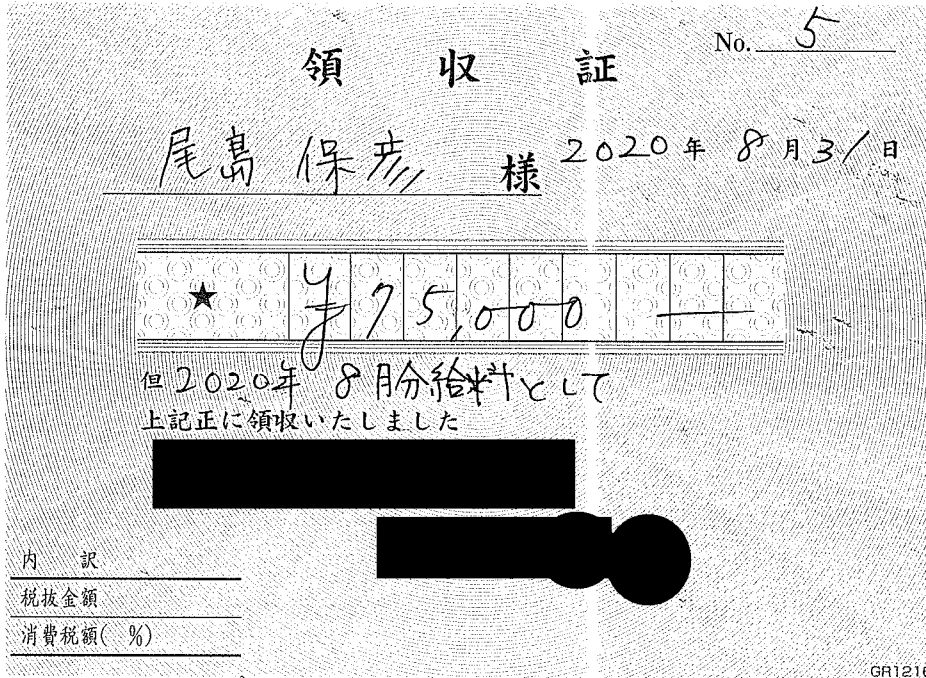 No. 5
領収証
尾島 保彦 様 2020年 8月31日
★ ¥75,000 —
但 2020年 8月分給料として
上記正に領収いたしました
内 訳
税抜金額
消費税額( %)
GR1216